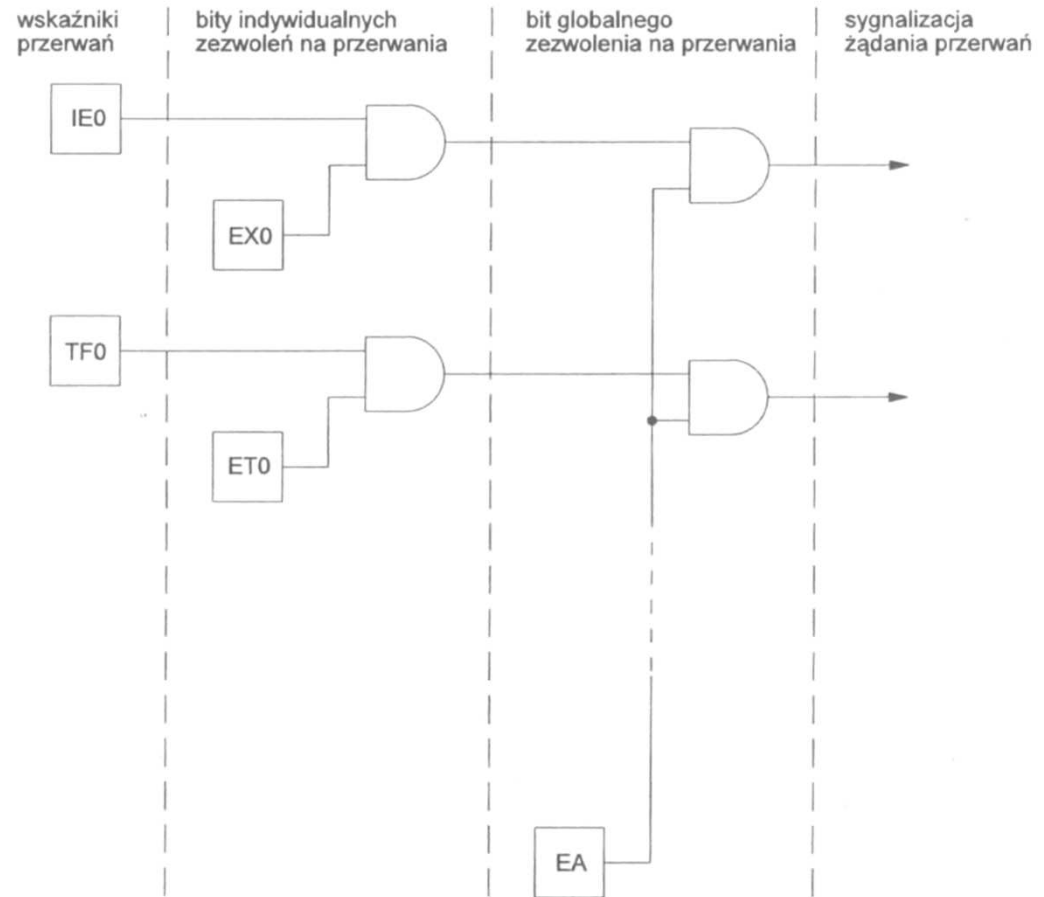 wskaźniki
przerwań
bity indywidualnych
zezwoleń na przerwania
bit globalnego
zezwolenia na przerwania
sygnalizacja
żądania przerwań
IE0
EX0
TF0
ET0
EA